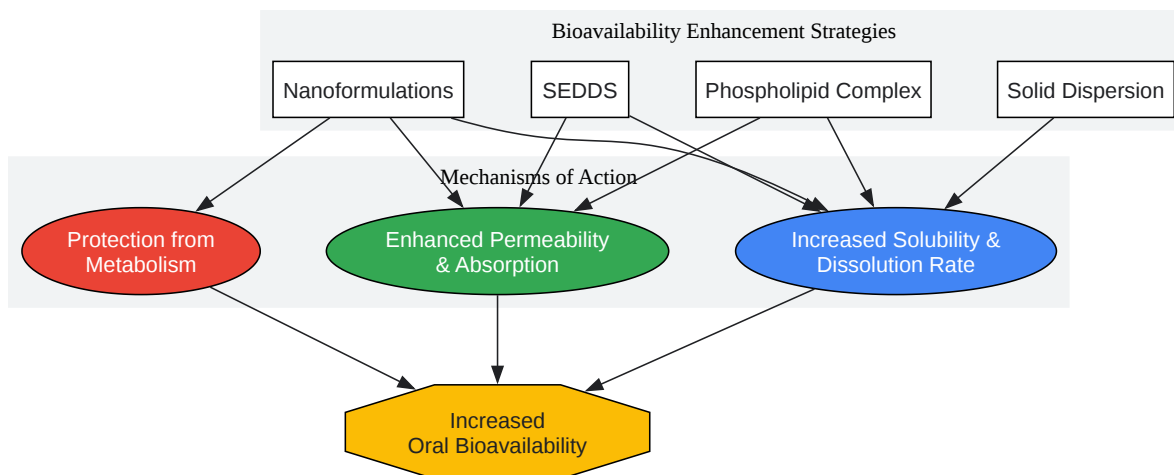 Bioavailability Enhancement Strategies
Nanoformulations
SEDDS
Phospholipid Complex
Solid Dispersion
Mechanisms of Action
Protection from
Metabolism
Enhanced Permeability
& Absorption
Increased Solubility &
Dissolution Rate
Increased
Oral Bioavailability